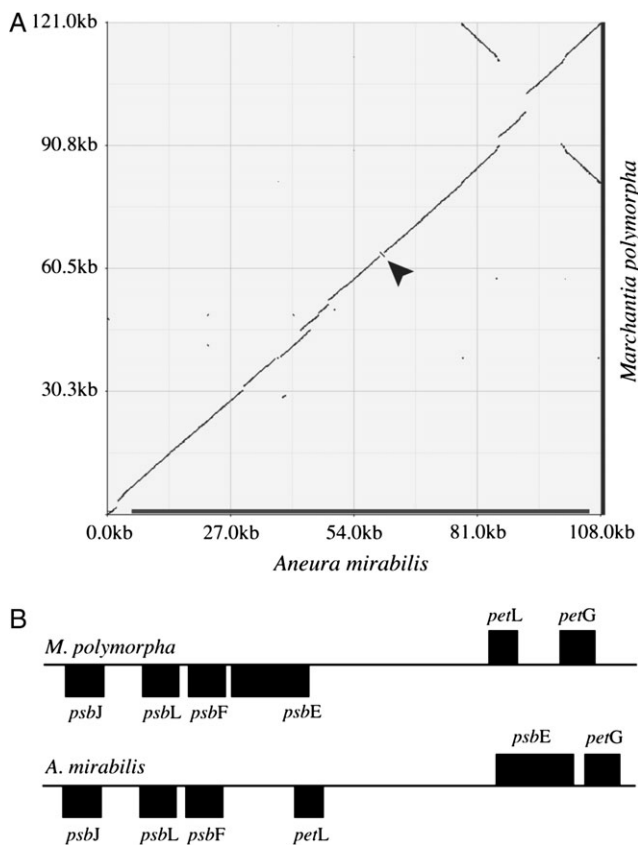 A
121.0kb
90.8kb
60.5kb
30.3kb
0.0kb 27.0kb 54.0kb 81.0kb 108.0kb
Aneura mirabilis
Marchantia polymorpha
B
petL petG
M. polymorpha
psbJ psbL psbF psbE
psbE petG
A. mirabilis
psbJ psbL psbF petL